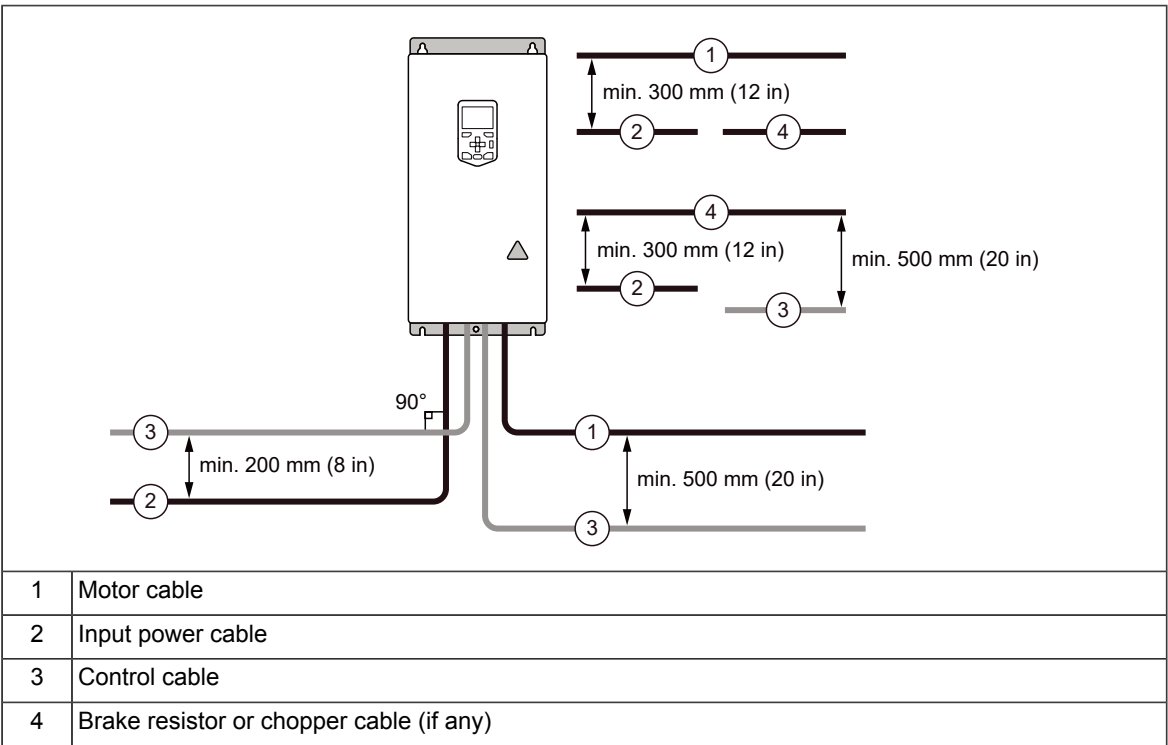 1
min. 300 mm (12 in)
2
4
4
min. 300 mm (12 in)
min. 500 mm (20 in)
2
3
90°
3
1
min. 200 mm (8 in)
min. 500 mm (20 in)
2
3
1 Motor cable
2 Input power cable
3 Control cable
4 Brake resistor or chopper cable (if any)